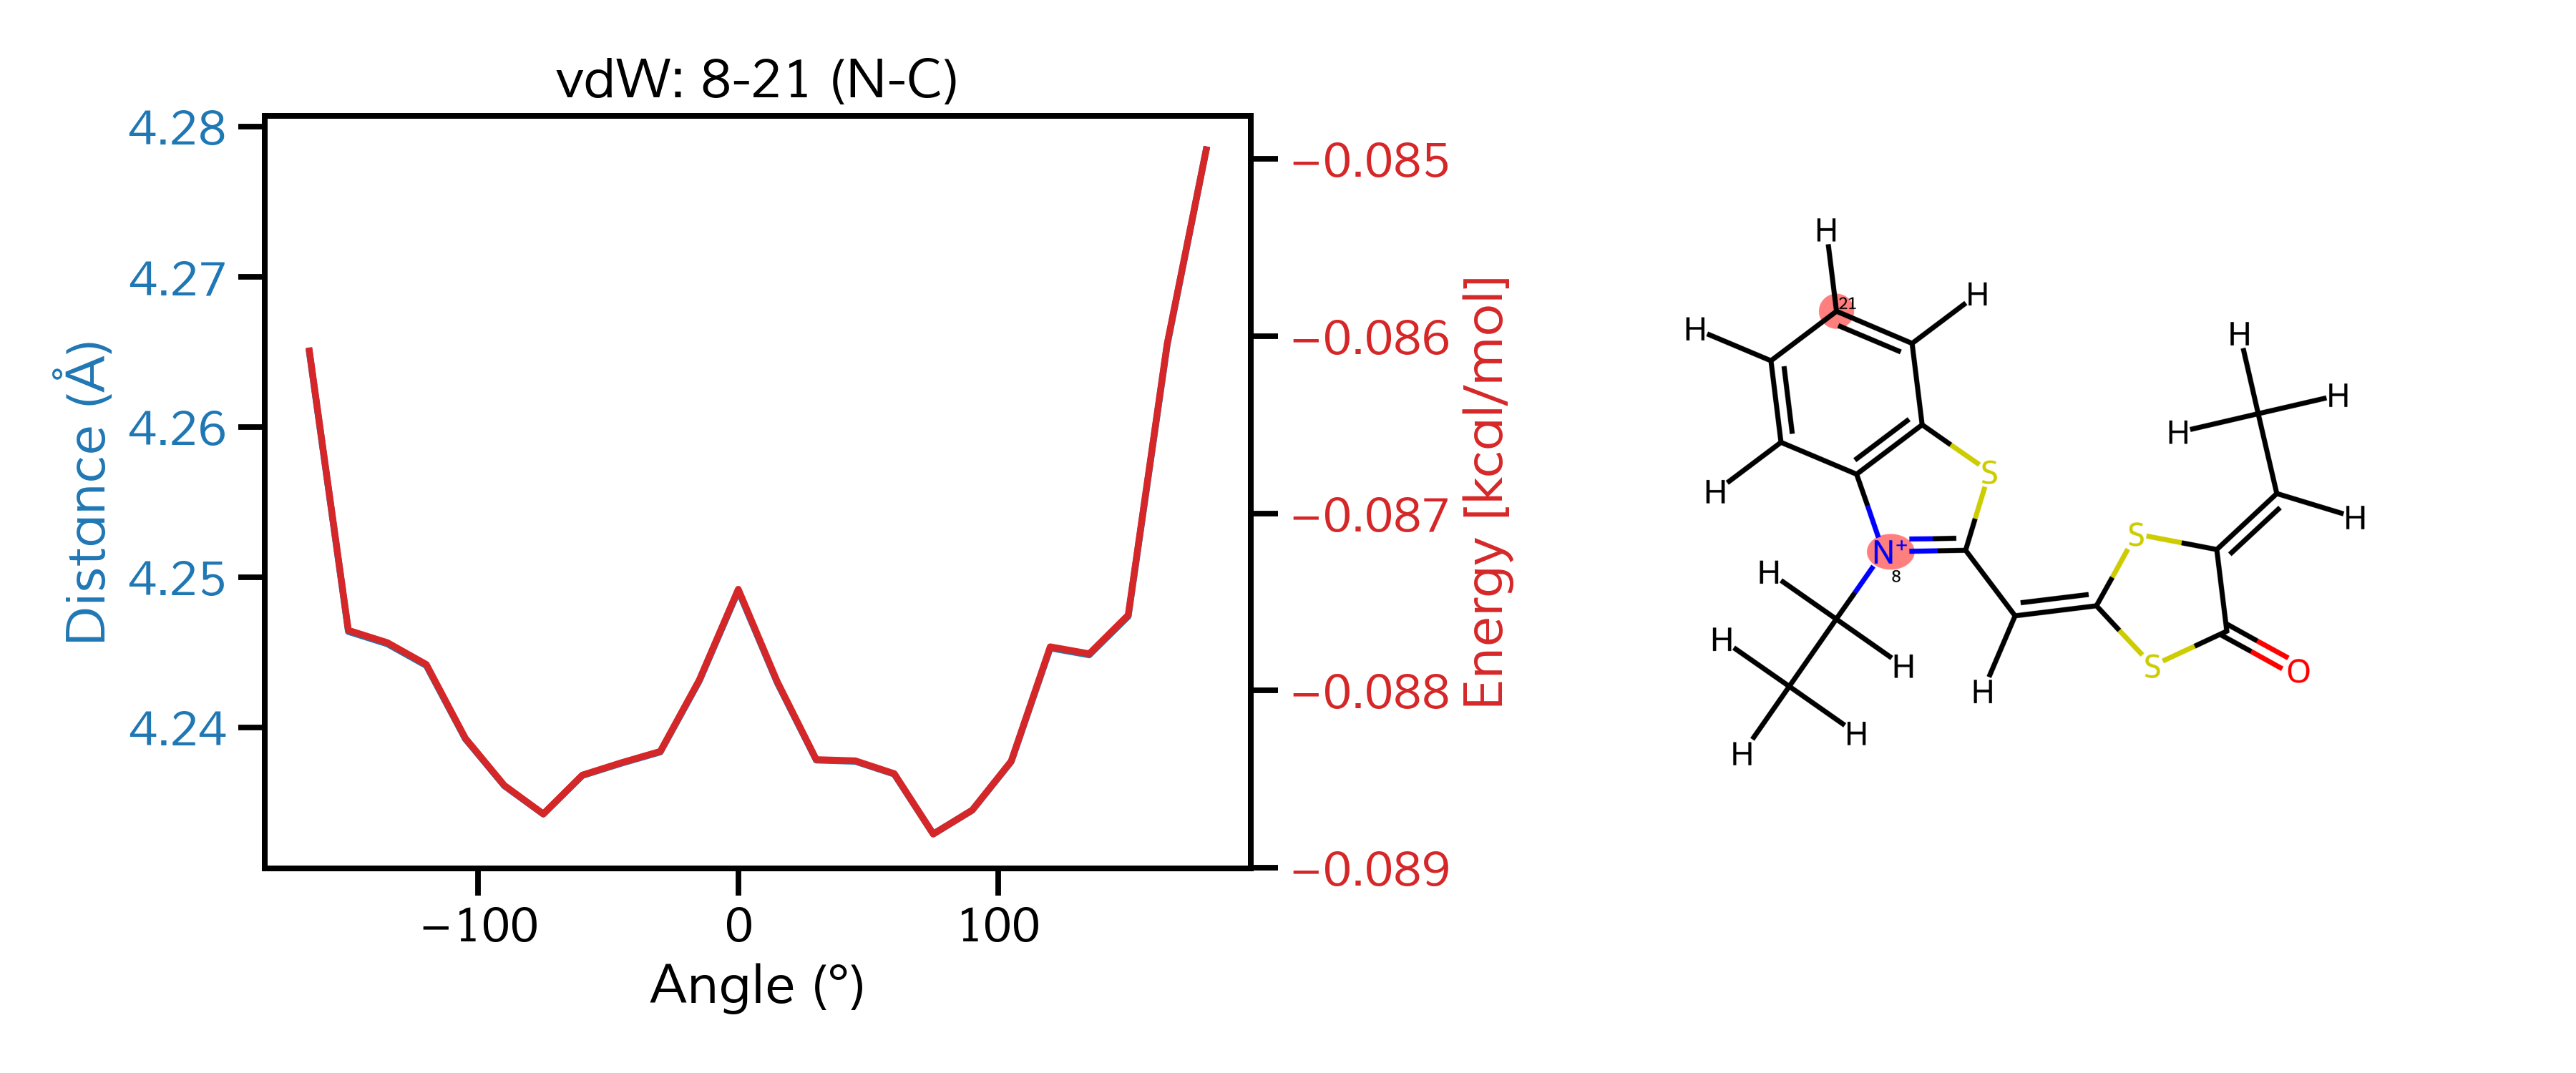 vdW: 8-21 (N-C)
4.28
4.27
4.26
4.25
4.24
Distance (Å)
−0.085
−0.086
−0.087
−0.088
−0.089
Energy [kcal/mol]
−100
0
100
Angle (°)
H
H
21
H
H
H
H
H
S
H
H
S
N+
8
H
H
H
S
O
H
H
H